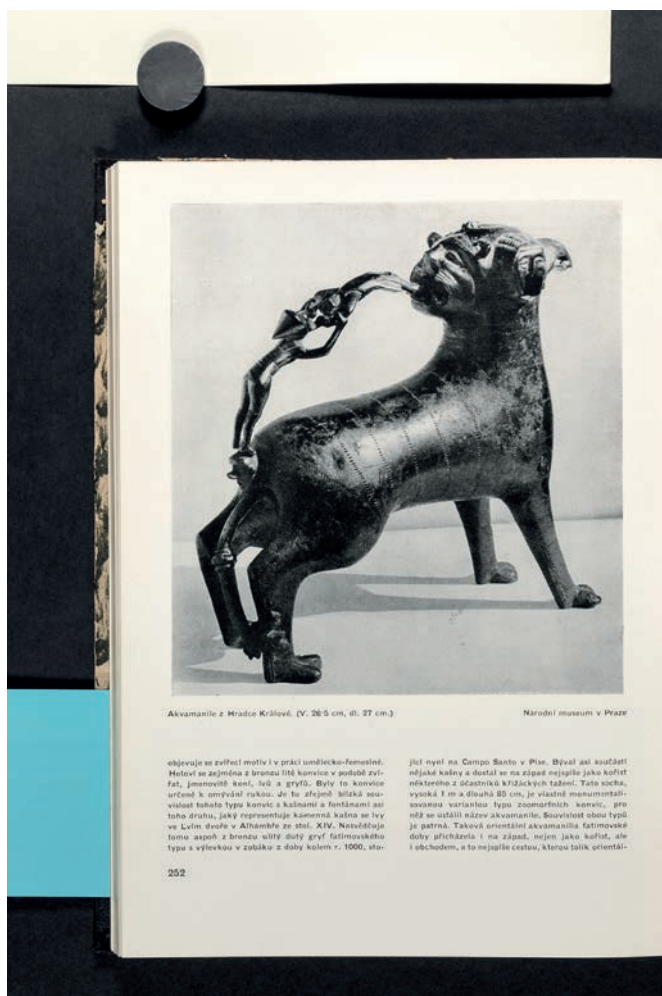 Akvamanile z Hradce Králové. (V. 26·5 cm, dl. 27 cm.)
Národní museum v Praze
objevuje se zvířecí motiv i v práci umělecko-řemeslné.
Hotoví se zejména z bronzu lité konvice v podobě zví-
řat, jmenovitě koní, lvů a gryfů. Byly to konvice
určené k omývání rukou. Je tu zřejmě blízká sou-
vislost tohoto typu konvic s kašnami a fontánami asi
toho druhu, jaký representuje kamenná kašna se lvy
ve Lvím dvoře v Alhambře ze stol. XIV. Nasvědčuje
tomu aspoň z bronzu ulitý dutý gryf fatimovského
typu s výlevkou v zobáku z doby kolem r. 1000, sto-
jící nyní na Campo Santo v Pise. Býval asi součástí
nějaké kašny a dostal se na západ nejspíše jako kořist
některého z účastníků křižáckých tažení. Tato socha,
vysoká 1 m a dlouhá 85 cm, je vlastně monumentali-
sovanou variantou typu zoomorfních konvic, pro
něž se ustálil název akvamanile. Souvislost obou typů
je patrná. Taková orientální akvamanilia fatimovské
doby přicházela i na západ, nejen jako kořist, ale
i obchodem, a to nejspíše cestou, kterou tolik orientál-
252